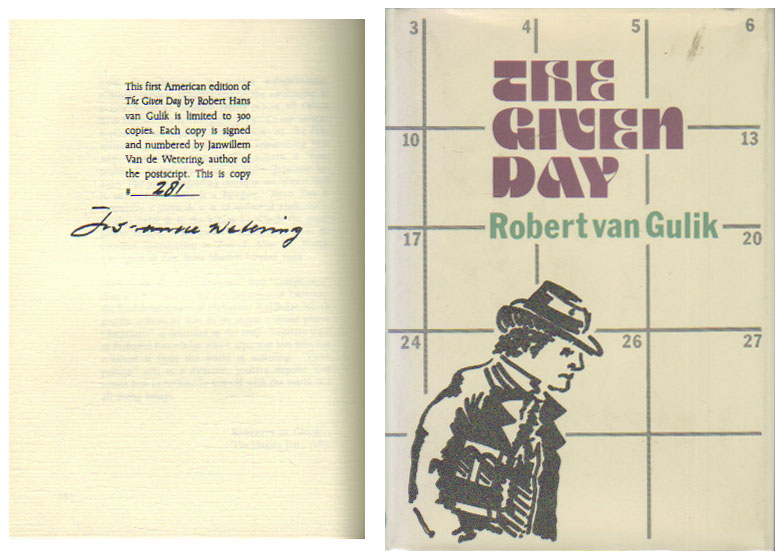 This first American edition of
The Given Day by Robert Hans
van Gulik is limited to 300
copies. Each copy is signed
and numbered by Janwillem
Van de Wetering, author of
the postscript. This is copy
# 281
3 4 5 6
THE
GIVEN
DAY
10 13
Robert van Gulik
17 20
24 26 27